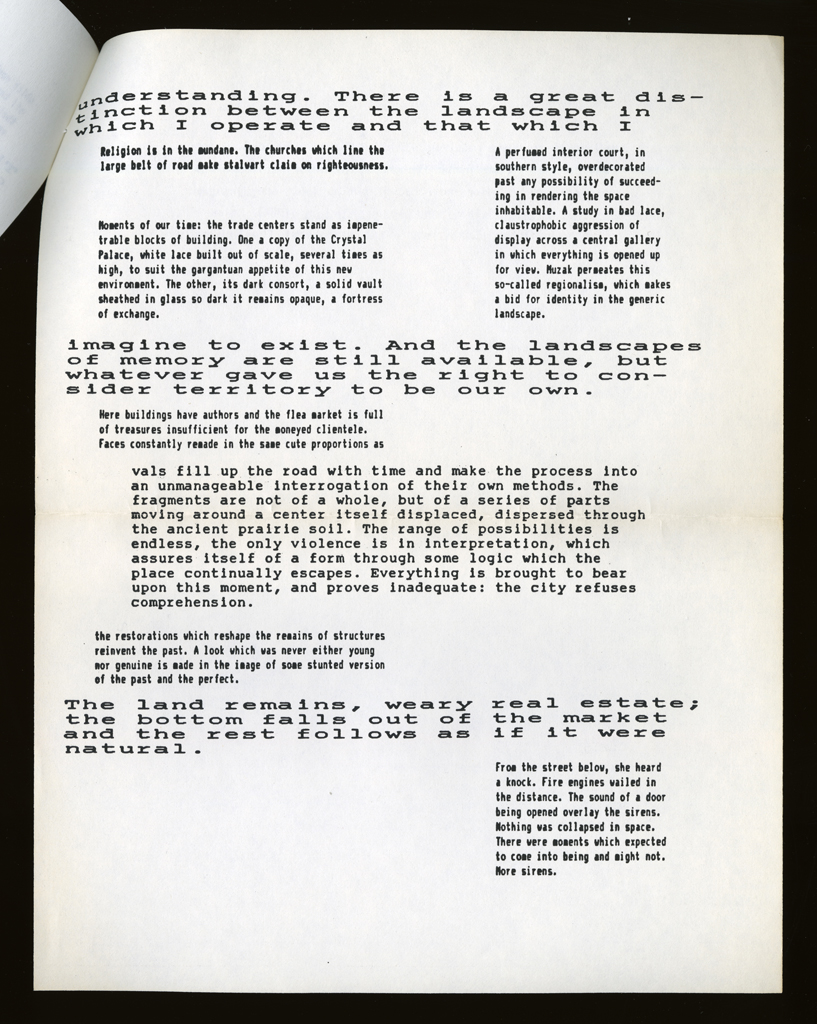 understanding. There is a great dis-
tinction between the landscape in
which I operate and that which I
Religion is in the mundane. The churches which line the
large belt of road make stalwart claim on righteousness.
Moments of our time: the trade centers stand as impene-
trable blocks of building. One a copy of the Crystal
Palace, white lace built out of scale, several times as
high, to suit the gargantuan appetite of this new
environment. The other, its dark consort, a solid vault
sheathed in glass so dark it remains opaque, a fortress
of exchange.
A perfumed interior court, in
southern style, overdecorated
past any possibility of succeed-
ing in rendering the space
inhabitable. A study in bad lace,
claustrophobic aggression of
display across a central gallery
in which everything is opened up
for view. Muzak permeates this
so-called regionalism, which makes
a bid for identity in the generic
landscape.
imagine to exist. And the landscapes
of memory are still available, but
whatever gave us the right to con-
sider territory to be our own.
Here buildings have authors and the flea market is full
of treasures insufficient for the moneyed clientele.
Faces constantly remade in the same cute proportions as
vals fill up the road with time and make the process into
an unmanageable interrogation of their own methods. The
fragments are not of a whole, but of a series of parts
moving around a center itself displaced, dispersed through
the ancient prairie soil. The range of possibilities is
endless, the only violence is in interpretation, which
assures itself of a form through some logic which the
place continually escapes. Everything is brought to bear
upon this moment, and proves inadequate: the city refuses
comprehension.
the restorations which reshape the remains of structures
reinvent the past. A look which was never either young
nor genuine is made in the image of some stunted version
of the past and the perfect.
The land remains, weary real estate;
the bottom falls out of the market
and the rest follows as if it were
natural.
From the street below, she heard
a knock. Fire engines wailed in
the distance. The sound of a door
being opened overlay the sirens.
Nothing was collapsed in space.
There were moments which expected
to come into being and might not.
More sirens.